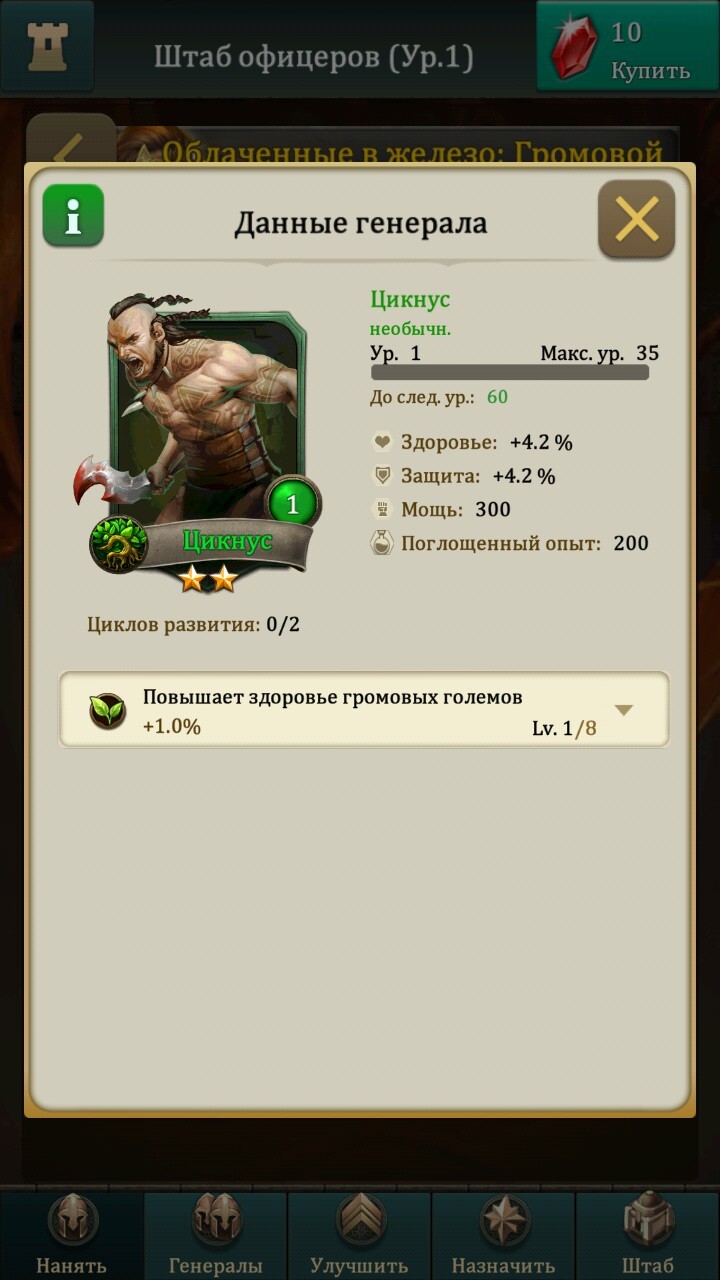 Штаб офицеров (Ур.1)
10
Купить
Облаченные в железо: Громовой
Данные генерала
Цикнус
необычн.
Ур. 1 Макс. ур. 35
До след. ур.: 60
Здоровье: +4.2 %
Защита: +4.2 %
Мощь: 300
Поглощенный опыт: 200
1
Цикнус
Циклов развития: 0/2
Повышает здоровье громовых големов
+1.0%
Lv. 1/8
Нанять Генералы Улучшить Назначить Штаб